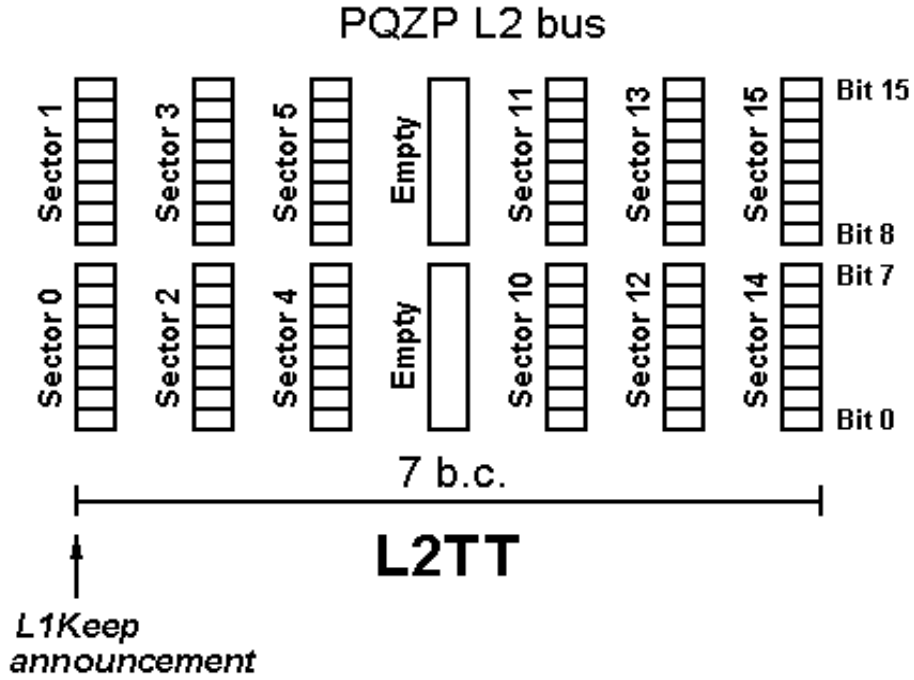 PQZP L2 bus
Sector 1
Sector 3
Sector 5
Empty
Sector 11
Sector 13
Sector 15
Bit 15
Bit 8
Sector 0
Sector 2
Sector 4
Empty
Sector 10
Sector 12
Sector 14
Bit 7
Bit 0
7 b.c.
L2TT
L1Keep
announcement